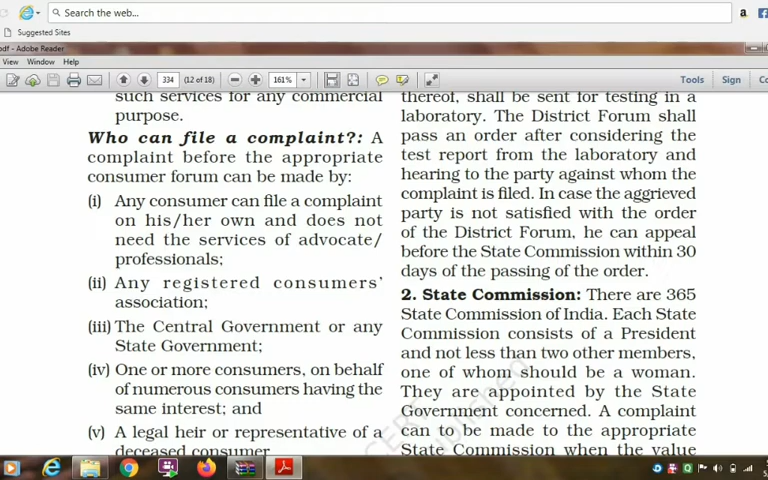 Search the web...
a
Suggested Sites
pdf - Adobe Reader
View Window Help
334 (12 of 18) 161% Tools Sign
such services for any commercial
purpose.
Who can file a complaint?: A
complaint before the appropriate
consumer forum can be made by:
(i) Any consumer can file a complaint
on his/her own and does not
need the services of advocate/
professionals;
(ii) Any registered consumers'
association;
(iii) The Central Government or any
State Government;
(iv) One or more consumers, on behalf
of numerous consumers having the
same interest; and
(v) A legal heir or representative of a
deceased consumer
thereof, shall be sent for testing in a
laboratory. The District Forum shall
pass an order after considering the
test report from the laboratory and
hearing to the party against whom the
complaint is filed. In case the aggrieved
party is not satisfied with the order
of the District Forum, he can appeal
before the State Commission within 30
days of the passing of the order.
2. State Commission: There are 365
State Commission of India. Each State
Commission consists of a President
and not less than two other members,
one of whom should be a woman.
They are appointed by the State
Government concerned. A complaint
can to be made to the appropriate
State Commission when the value